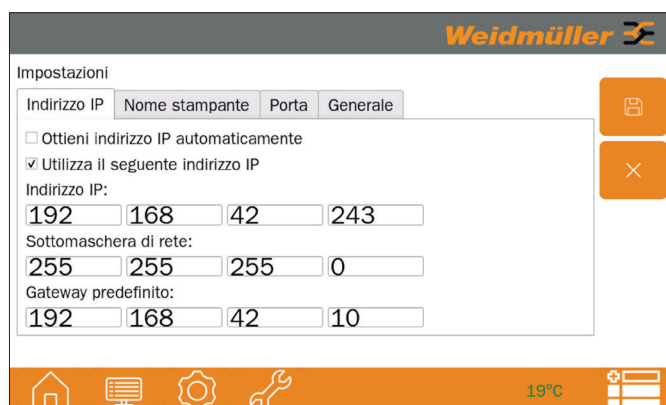 Weidmüller
Impostazioni
Indirizzo IP Nome stampante Porta Generale
Ottieni indirizzo IP automaticamente
Utilizza il seguente indirizzo IP
Indirizzo IP:
192 168 42 243
Sottomaschera di rete:
255 255 255 0
Gateway predefinito:
192 168 42 10
19°C